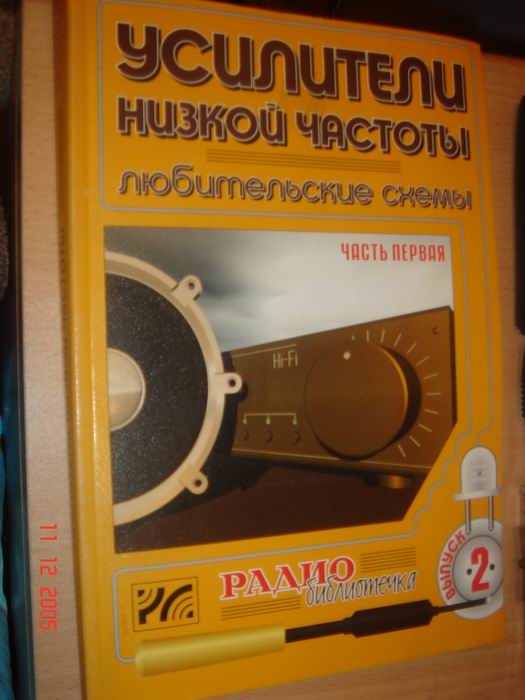 УСИЛИТЕЛИ
НИЗКОЙ ЧАСТОТЫ
любительские схемы
ЧАСТЬ ПЕРВАЯ
Hi-Fi
РАДИО
библиотечка
ВЫПУСК
2
11 12 2005